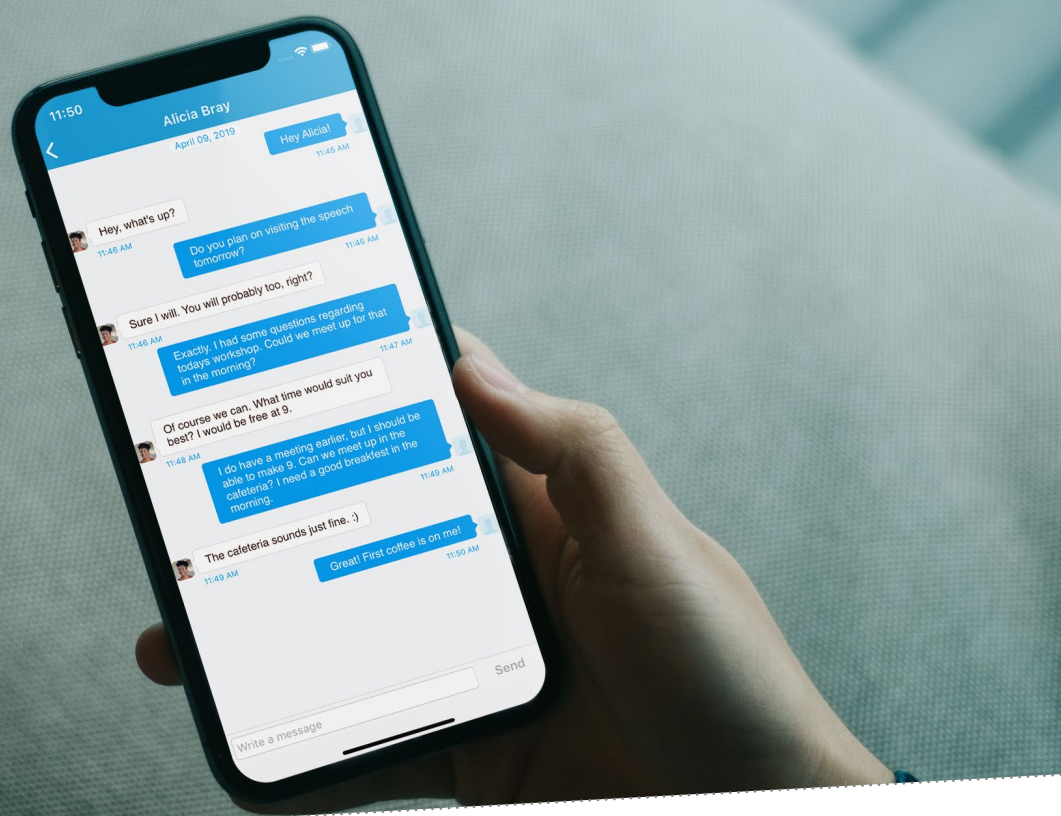 11:50
Alicia Bray
April 09, 2019
Hey Alicia!
11:45 AM
Hey, what's up?
11:46 AM
Do you plan on visiting the speech
tomorrow?
11:46 AM
Sure I will. You will probably too, right?
11:46 AM
Exactly. I had some questions regarding
todays workshop. Could we meet up for that
in the morning?
11:47 AM
Of course we can. What time would suit you
best? I would be free at 9.
11:48 AM
I do have a meeting earlier, but I should be
able to make 9. Can we meet up in the
cafeteria? I need a good breakfast in the
morning.
11:49 AM
The cafeteria sounds just fine. :)
11:49 AM
Great! First coffee is on me!
11:50 AM
Write a message
Send